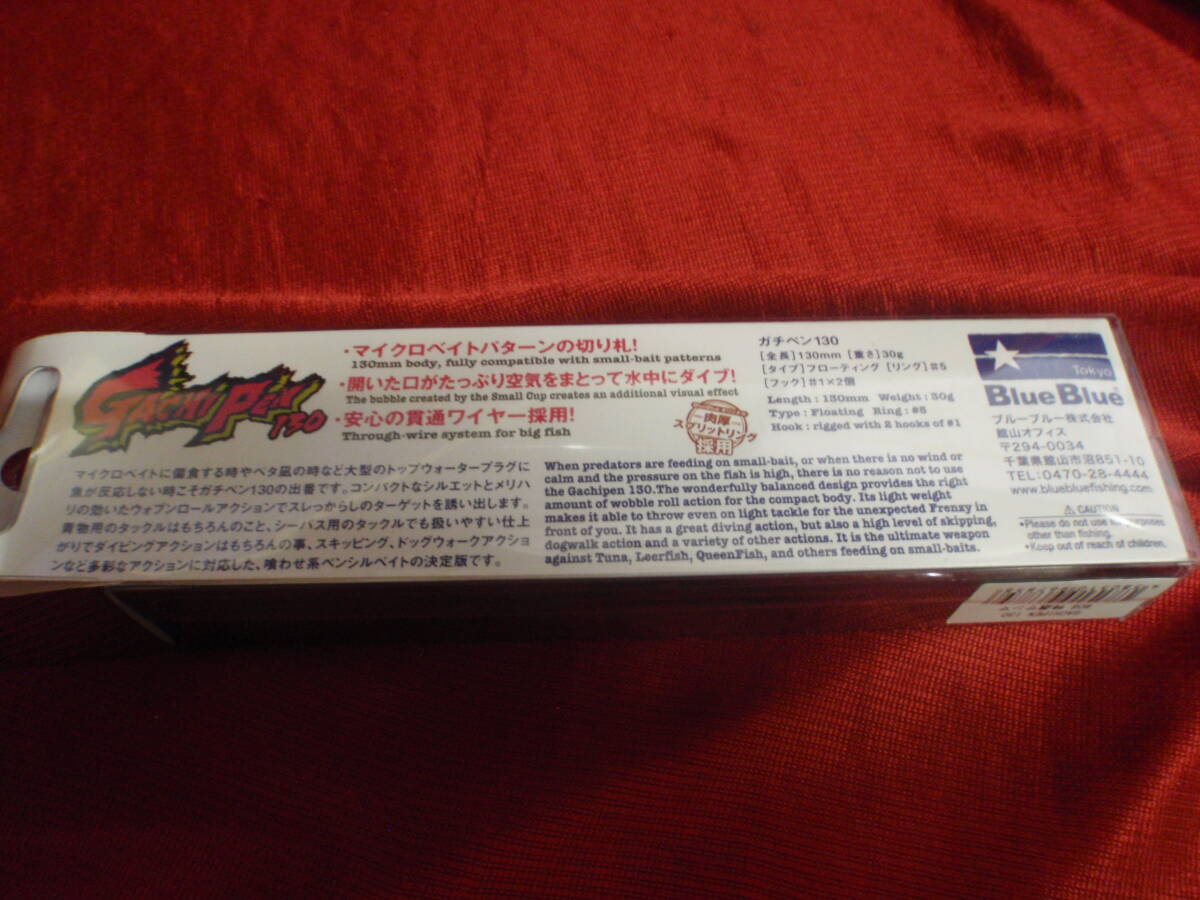 GACHI PEN
130
・マイクロベイトパターンの切り札!
130mm body, fully compatible with small-bait patterns
・開いた口がたっぷり空気をまとって水中にダイブ!
The bubble created by the Small Cup creates an additional visual effect
・安心の貫通ワイヤー採用!
Through-wire system for big fish
肉厚
スプリットリング
採用
マイクロベイトに偏食する時やベタ凪の時など大型のトップウォータープラグに
魚が反応しない時こそガチペン130の出番です。コンパクトなシルエットとメリハ
リの効いたウォブンロールアクションでスレっからしのターゲットを誘い出します。
青物用のタックルはもちろんのこと、シーバス用のタックルでも扱いやすい仕上
がりでダイビングアクションはもちろんの事、スキッピング、ドッグウォークアクショ
ンなど多彩なアクションに対応した、喰わせ系ペンシルベイトの決定版です。
When predators are feeding on small-bait, or when there is no wind or
calm and the pressure on the fish is high, there is no reason not to use
the Gachipen 130.The wonderfully balanced design provides the right
amount of wobble roll action for the compact body. Its light weight
makes it able to throw even on light tackle for the unexpected Frenxy in
front of you. It has a great diving action, but also a high level of skipping,
dogwalk action and a variety of other actions. It is the ultimate weapon
against Tuna, Leerfish, QueenFish, and others feeding on small-baits.
ガチペン130
[全長]130mm [重さ]30g
[タイプ]フローティング [リング]#5
[フック]#1×2個
Length : 130mm Weight : 30g
Type : Floating Ring : #5
Hook : rigged with 2 hooks of #1
Tokyo
BlueBlue
ブルーブルー株式会社
館山オフィス
〒294-0034
千葉県館山市沼851-10
TEL:0470-28-4444
www.bluebluefishing.com
⚠ CAUTION
•Please do not use for purposes
other than fishing.
•Keep out of reach of children.